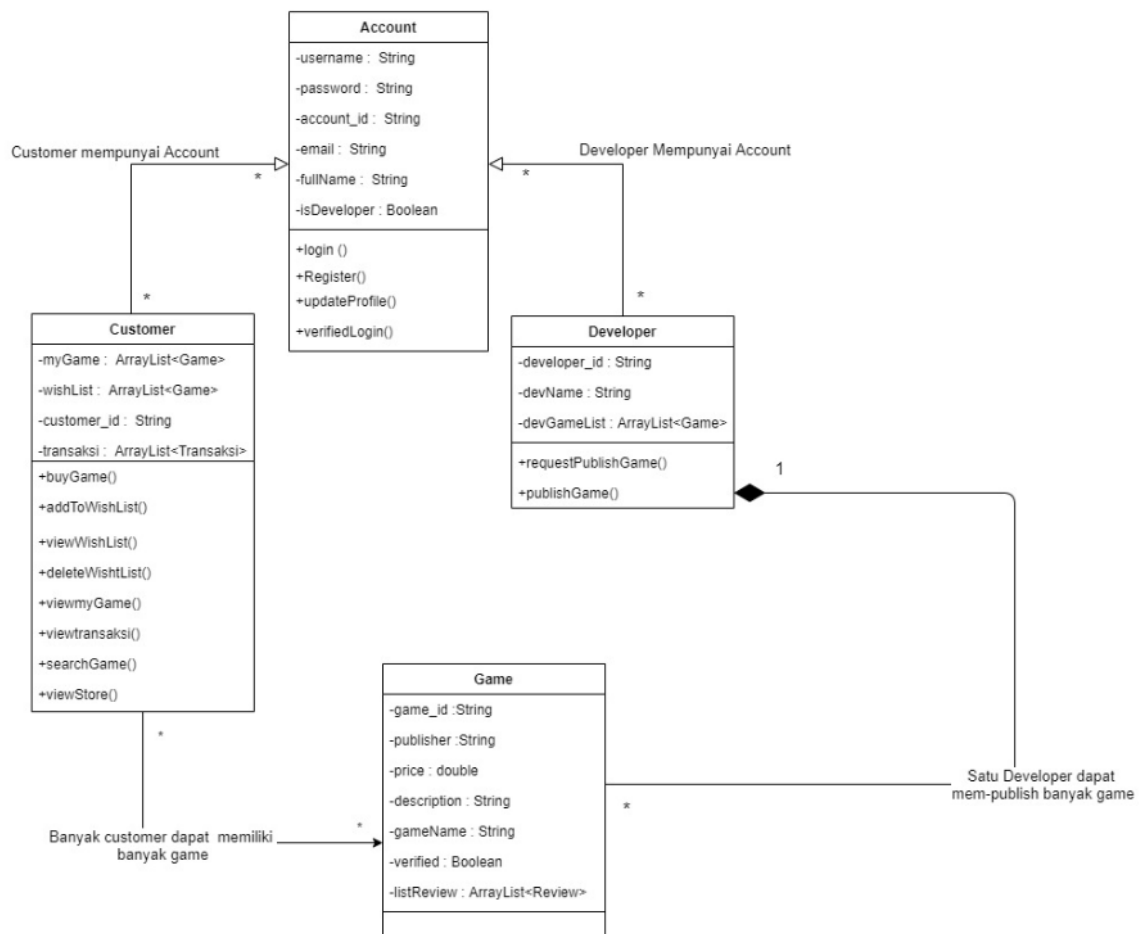 Account
-username : String
-password : String
-account_id : String
-email : String
-fullName : String
-isDeveloper : Boolean
+login ()
+Register()
+updateProfile()
+verifiedLogin()
Customer mempunyai Account
*
*
Developer Mempunyai Account
*
*
Customer
-myGame : ArrayList<Game>
-wishList : ArrayList<Game>
-customer_id : String
-transaksi : ArrayList<Transaksi>
+buyGame()
+addToWishList()
+viewWishList()
+deleteWishtList()
+viewmyGame()
+viewtransaksi()
+searchGame()
+viewStore()
Developer
-developer_id : String
-devName : String
-devGameList : ArrayList<Game>
+requestPublishGame()
+publishGame()
1
Game
-game_id :String
-publisher :String
-price : double
-description : String
-gameName : String
-verified : Boolean
-listReview : ArrayList<Review>
*
Satu Developer dapat
mem-publish banyak game
*
Banyak customer dapat memiliki
banyak game
*